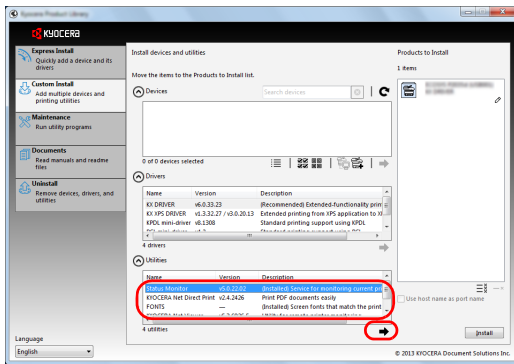 Kyocera Product Library
KYOCERA
Express Install
Quickly add a device and its
drivers
Custom Install
Add multiple devices and
printing utilities
Maintenance
Run utility programs
Documents
Read manuals and readme
files
Uninstall
Remove devices, drivers, and
utilities
Language
English
Install devices and utilities
Move the items to the Products to Install list.
Devices
Search devices
0 of 0 devices selected
Drivers
Name Version Description
KX DRIVER v6.0.33.23 (Recommended) Extended-functionality prin
KX XPS DRIVER v1.3.32.27 / v3.0.20.13 Extended printing from XPS application to XI
KPDL mini-driver v8.1308 Standard printing support using KPDL
4 drivers
Utilities
Name Version Description
Status Monitor v5.0.22.02 (Installed) Service for monitoring current pri
KYOCERA Net Direct Print v2.4.2426 Print PDF documents easily
FONTS — (Installed) Screen fonts that match the print
4 utilities
Products to Install
1 items
Use host name as port name
Install
© 2013 KYOCERA Document Solutions Inc.